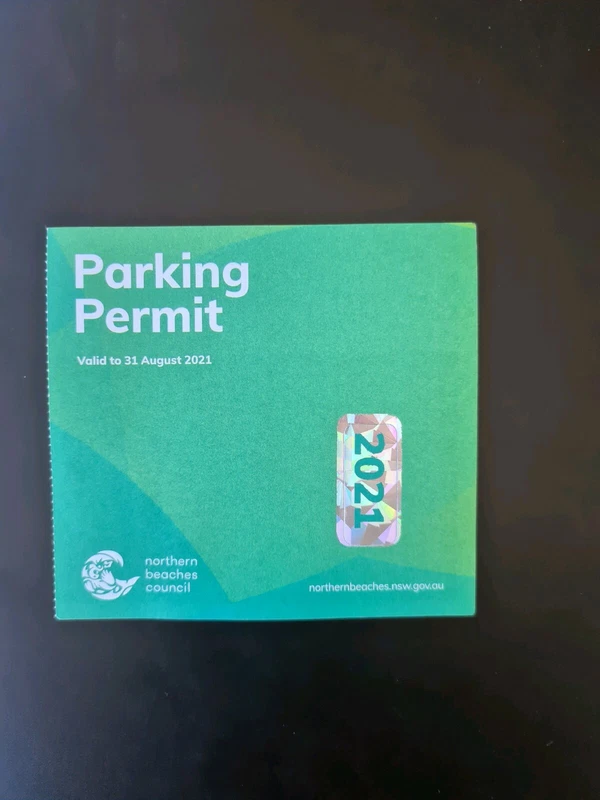 Parking
Permit
Valid to 31 August 2021
2021
northern
beaches
council
northernbeaches.nsw.gov.au